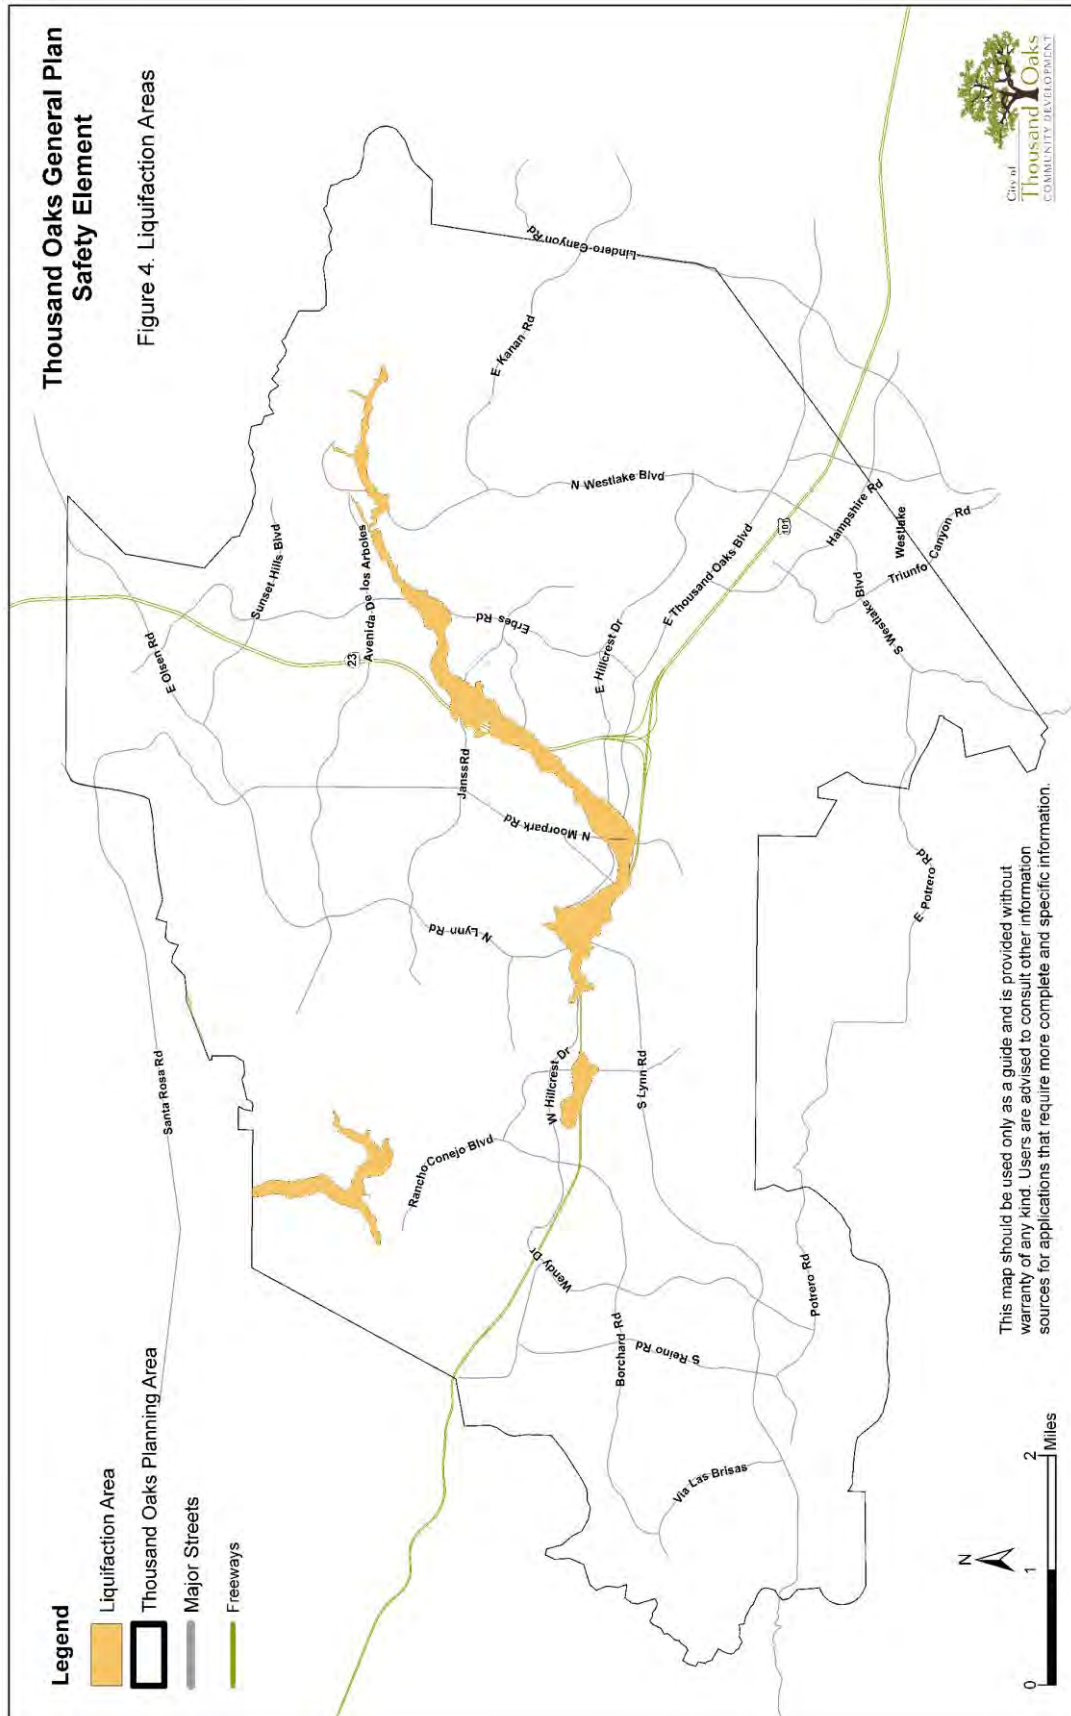 Thousand Oaks General Plan
Safety Element
Figure 4. Liquifaction Areas
Legend
Liquifaction Area
Thousand Oaks Planning Area
Major Streets
Freeways
Santa Rosa Rd
E Olsen Rd
Sunset Hills Blvd
23
Avenida De los Arboles
Erbes Rd
Janss Rd
N Moorpark Rd
N Lynn Rd
E Kanan Rd
Lindero Canyon Rd
N Westlake Blvd
E Hillcrest Dr
E Thousand Oaks Blvd
101
Hampshire Rd
Westlake
Triunfo Canyon Rd
S Westlake Blvd
E Potrero Rd
Rancho Conejo Blvd
W Hillcrest Dr
S Lynn Rd
Wendy Dr
Borchard Rd
S Reino Rd
Via Las Brisas
Potrero Rd
N
0 1 2
Miles
This map should be used only as a guide and is provided without
warranty of any kind. Users are advised to consult other information
sources for applications that require more complete and specific information.
City of
Thousand Oaks
COMMUNITY DEVELOPMENT